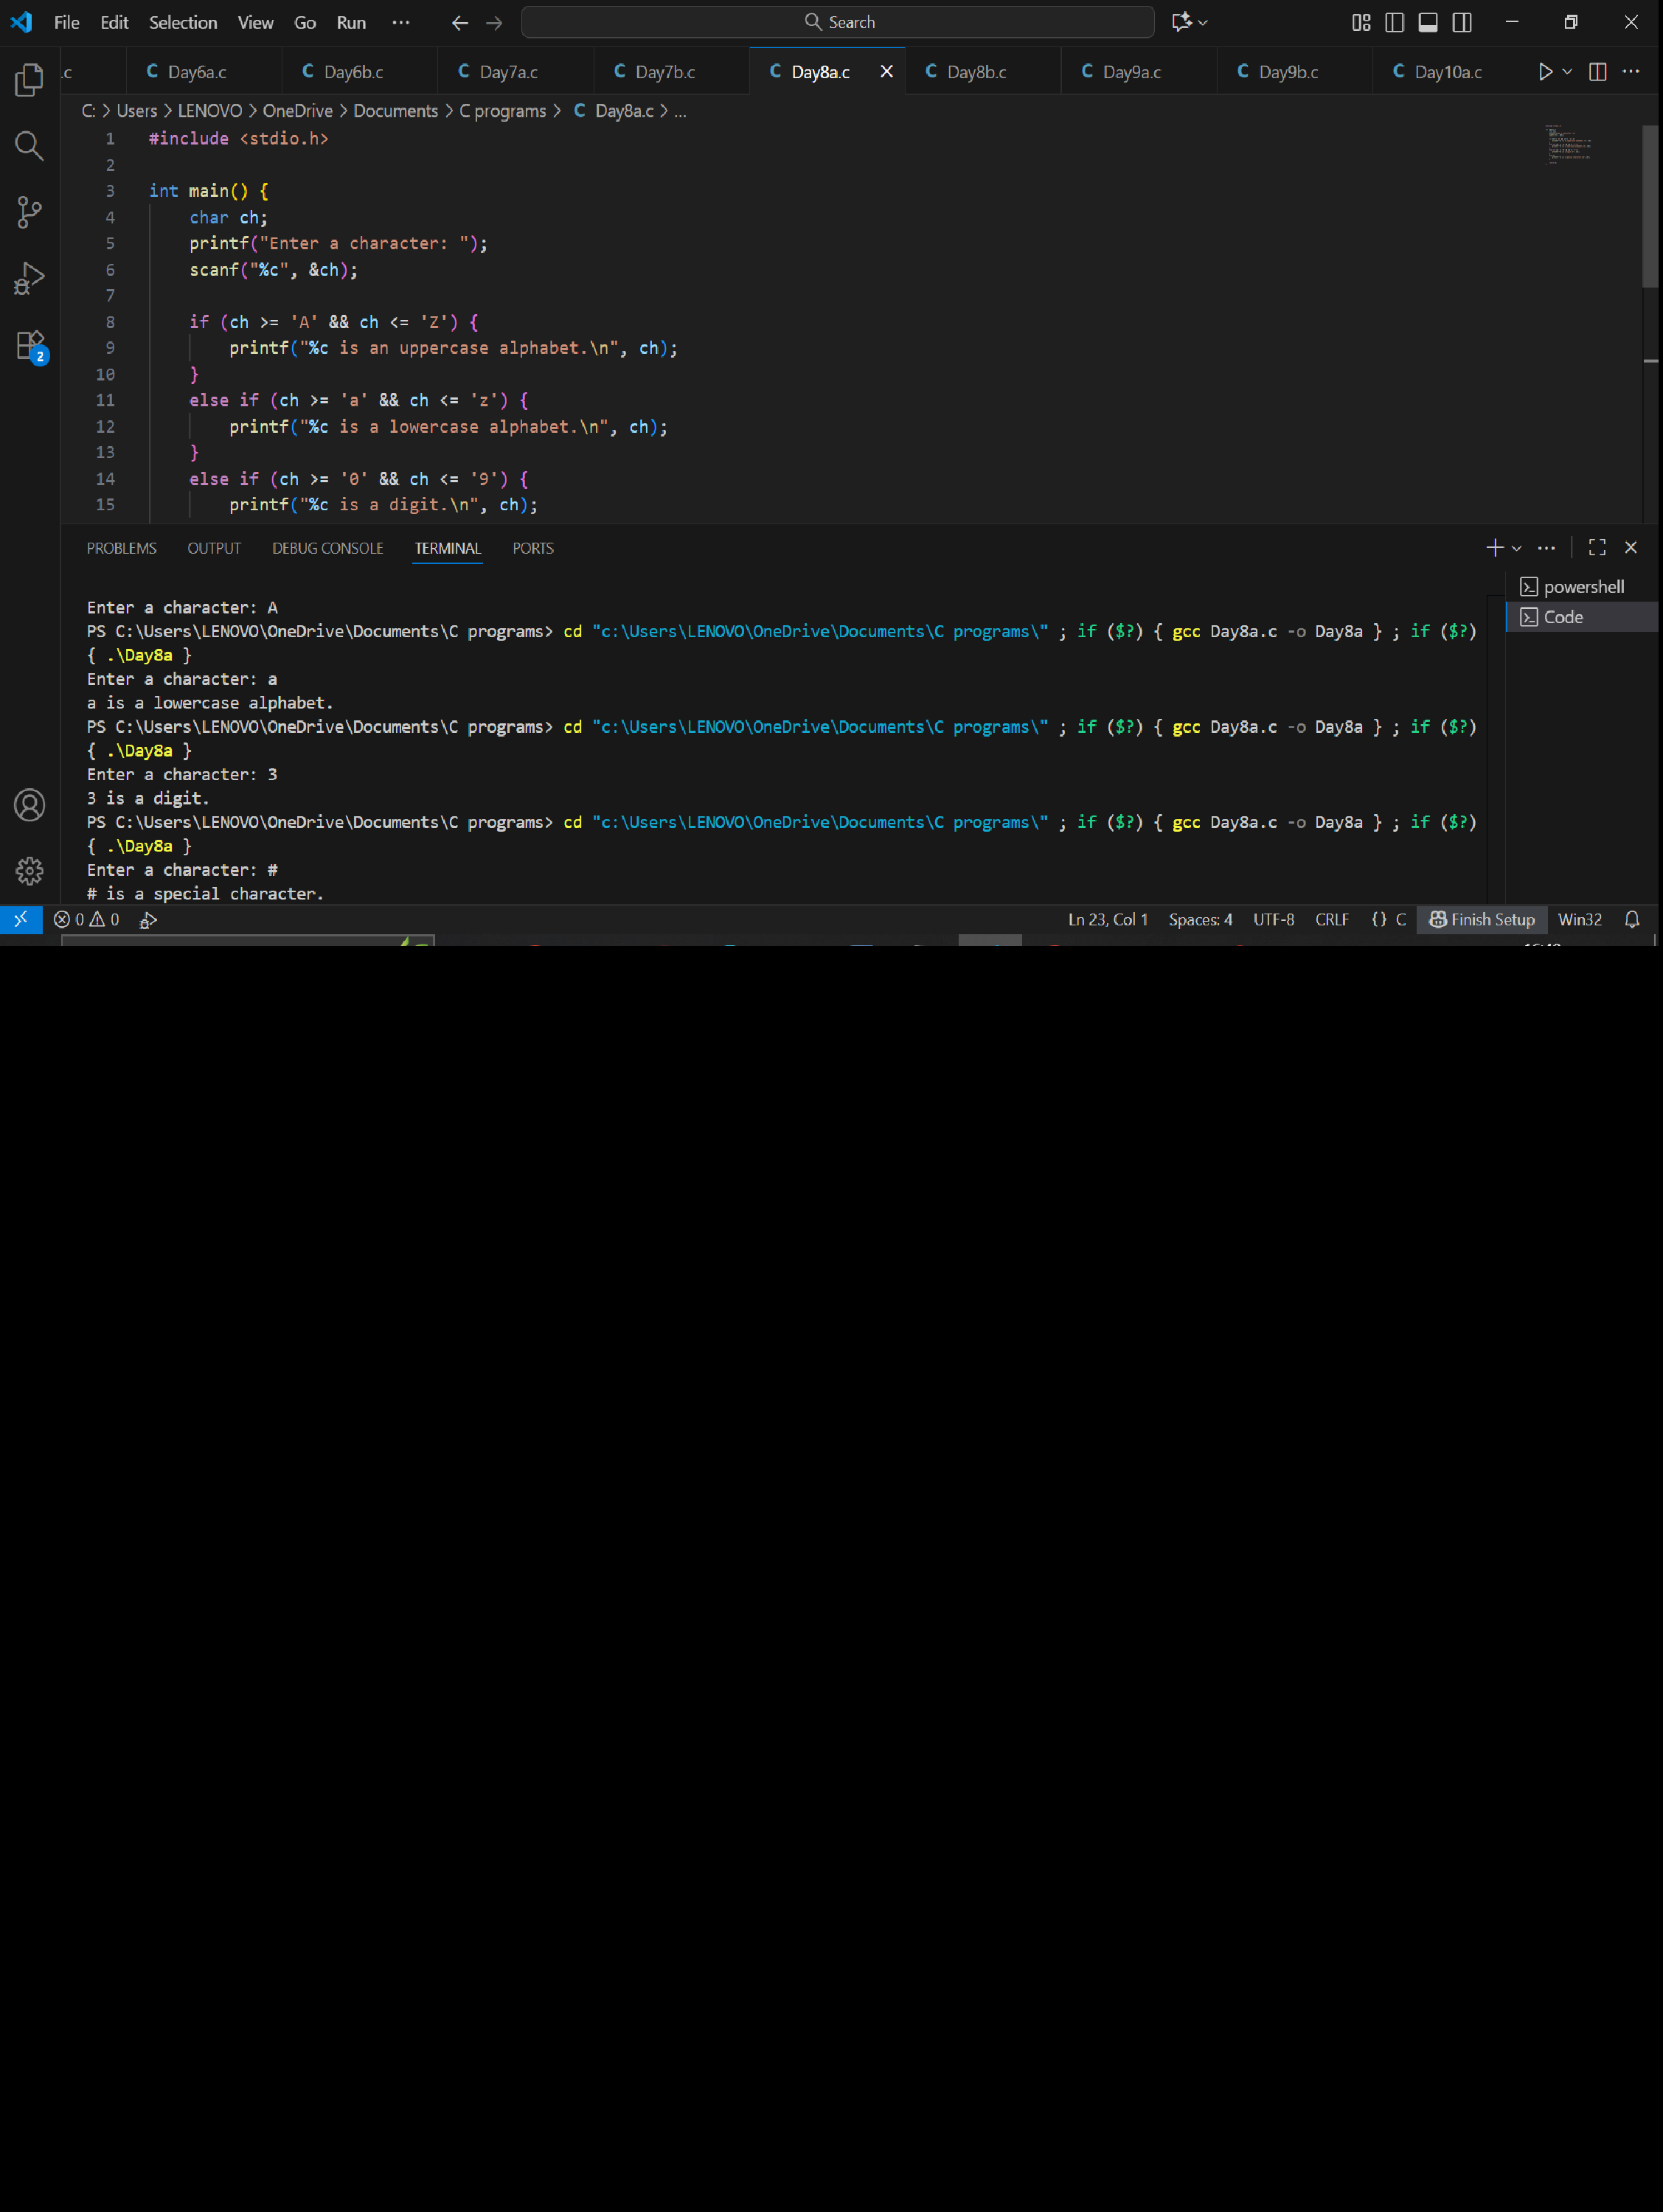 File Edit Selection View Go Run ... Search
.c Day6a.c Day6b.c Day7a.c Day7b.c Day8a.c Day8b.c Day9a.c Day9b.c Day10a.c
C: > Users > LENOVO > OneDrive > Documents > C programs > C Day8a.c > ...
1 #include <stdio.h>
2
3 int main() {
4 char ch;
5 printf("Enter a character: ");
6 scanf("%c", &ch);
7
8 if (ch >= 'A' && ch <= 'Z') {
9 printf("%c is an uppercase alphabet.\n", ch);
10 }
11 else if (ch >= 'a' && ch <= 'z') {
12 printf("%c is a lowercase alphabet.\n", ch);
13 }
14 else if (ch >= '0' && ch <= '9') {
15 printf("%c is a digit.\n", ch);
PROBLEMS OUTPUT DEBUG CONSOLE TERMINAL PORTS
powershell
Code
Enter a character: A
PS C:\Users\LENOVO\OneDrive\Documents\C programs> cd "c:\Users\LENOVO\OneDrive\Documents\C programs\" ; if ($?) { gcc Day8a.c -o Day8a } ; if ($?)
{ .\Day8a }
Enter a character: a
a is a lowercase alphabet.
PS C:\Users\LENOVO\OneDrive\Documents\C programs> cd "c:\Users\LENOVO\OneDrive\Documents\C programs\" ; if ($?) { gcc Day8a.c -o Day8a } ; if ($?)
{ .\Day8a }
Enter a character: 3
3 is a digit.
PS C:\Users\LENOVO\OneDrive\Documents\C programs> cd "c:\Users\LENOVO\OneDrive\Documents\C programs\" ; if ($?) { gcc Day8a.c -o Day8a } ; if ($?)
{ .\Day8a }
Enter a character: #
# is a special character.
2
0 0 Ln 23, Col 1 Spaces: 4 UTF-8 CRLF {} C Finish Setup Win32